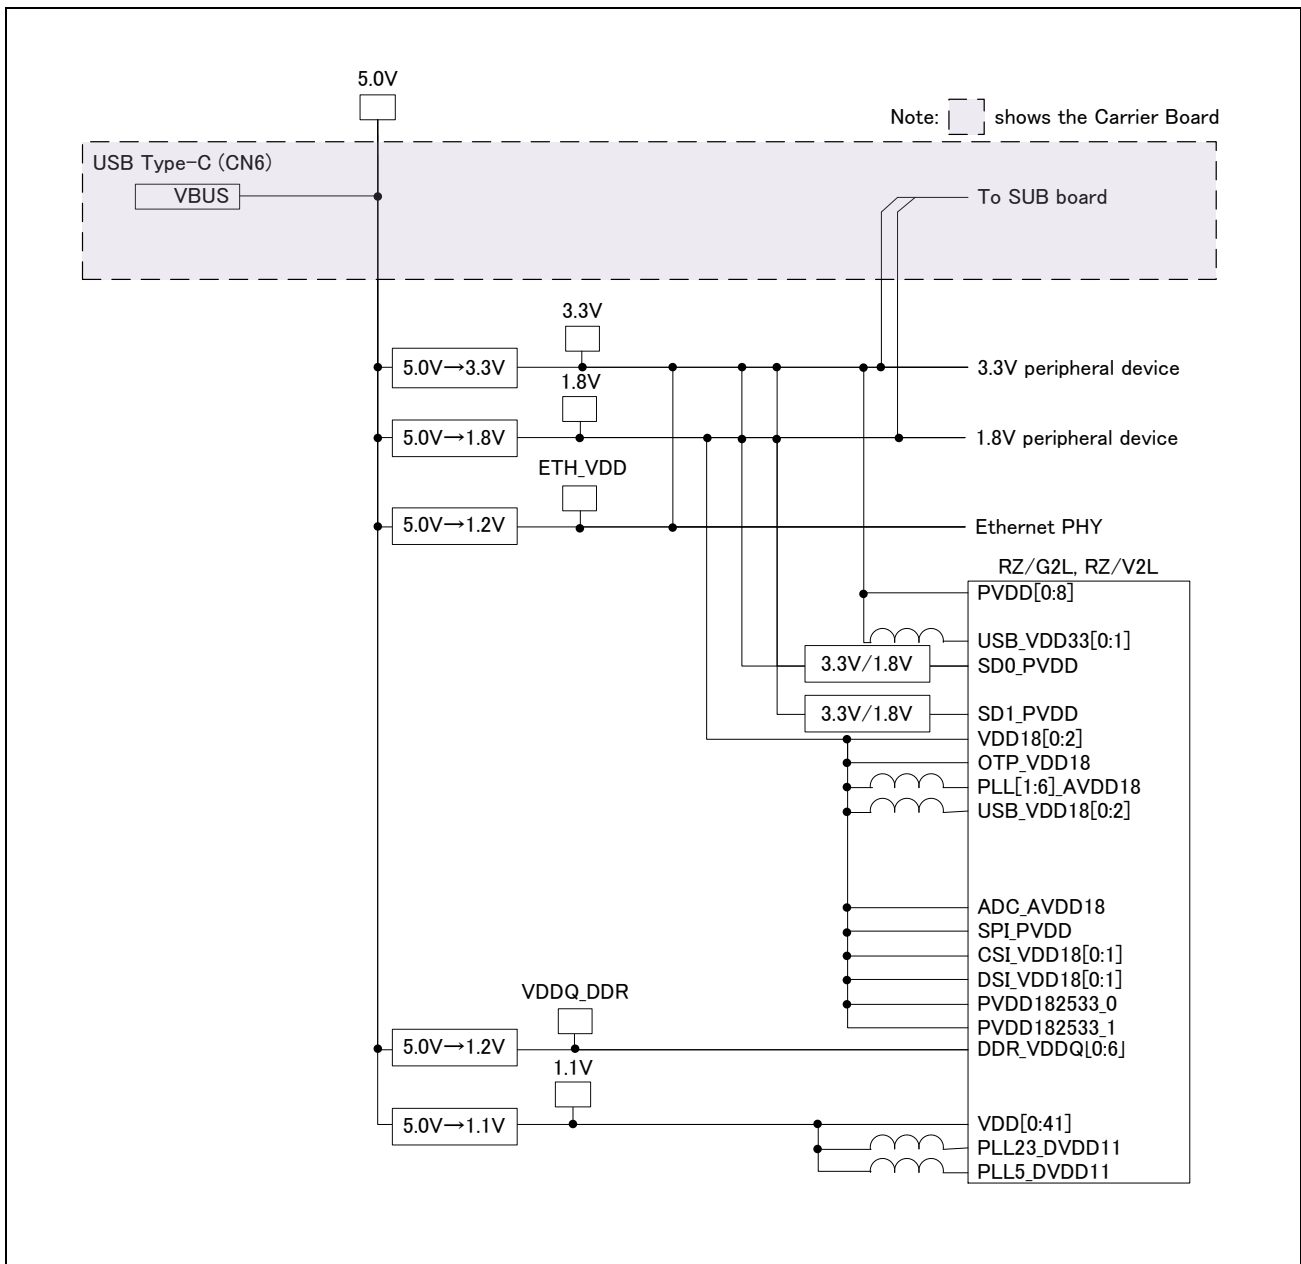 5.0V
Note: shows the Carrier Board
USB Type-C (CN6)
VBUS
To SUB board
3.3V
5.0V→3.3V
3.3V peripheral device
1.8V
5.0V→1.8V
1.8V peripheral device
ETH_VDD
5.0V→1.2V
Ethernet PHY
RZ/G2L, RZ/V2L
PVDD[0:8]
USB_VDD33[0:1]
3.3V/1.8V
SD0_PVDD
3.3V/1.8V
SD1_PVDD
VDD18[0:2]
OTP_VDD18
PLL[1:6]_AVDD18
USB_VDD18[0:2]
ADC_AVDD18
SPI_PVDD
CSI_VDD18[0:1]
DSI_VDD18[0:1]
PVDD182533_0
PVDD182533_1
VDDQ_DDR
5.0V→1.2V
DDR_VDDQ[0:6]
1.1V
5.0V→1.1V
VDD[0:41]
PLL23_DVDD11
PLL5_DVDD11